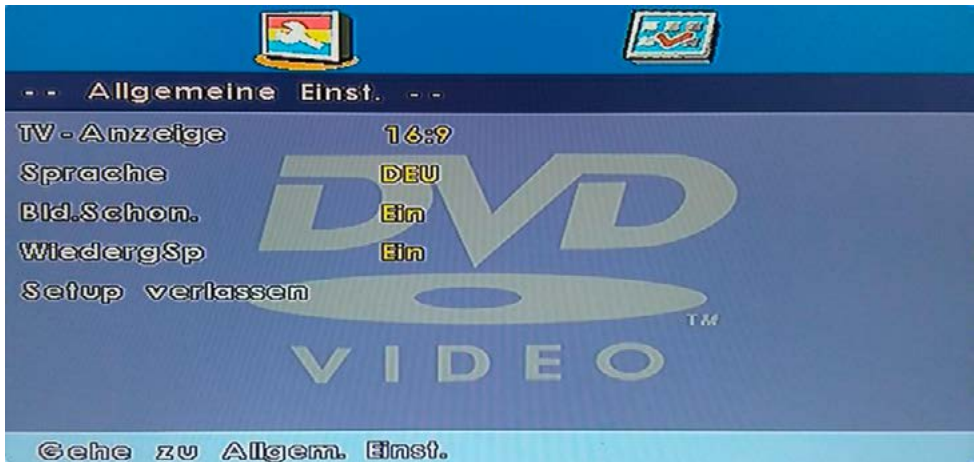 -- Allgemeine Einst. --
TV-Anzeige 16:9
Sprache DEU
Bld.Schon. Ein
WiedergSp Ein
Setup verlassen
DVD
TM
VIDEO
Gehe zu Allgem. Einst.